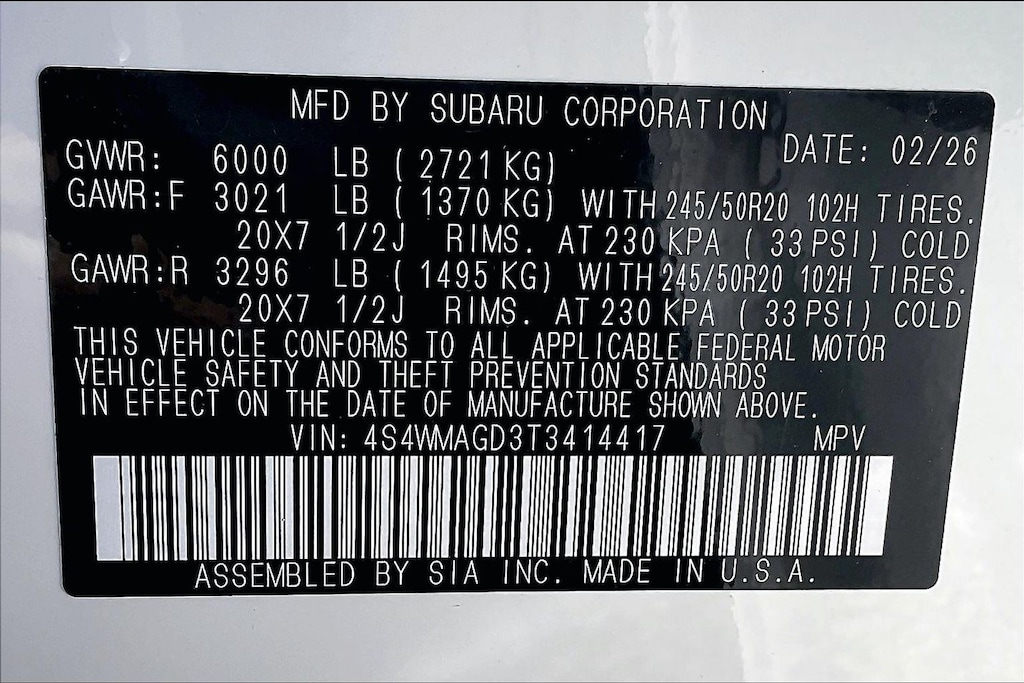 MFD BY SUBARU CORPORATION
DATE: 02/26
GVWR: 6000 LB ( 2721 KG)
GAWR:F 3021 LB ( 1370 KG) WITH 245/50R20 102H TIRES.
20X7 1/2J RIMS. AT 230 KPA ( 33 PSI) COLD
GAWR:R 3296 LB ( 1495 KG) WITH 245/50R20 102H TIRES.
20X7 1/2J RIMS. AT 230 KPA ( 33 PSI) COLD
THIS VEHICLE CONFORMS TO ALL APPLICABLE FEDERAL MOTOR
VEHICLE SAFETY AND THEFT PREVENTION STANDARDS
IN EFFECT ON THE DATE OF MANUFACTURE SHOWN ABOVE.
VIN: 4S4WMAGD3T3414417 MPV
ASSEMBLED BY SIA INC. MADE IN U.S.A.